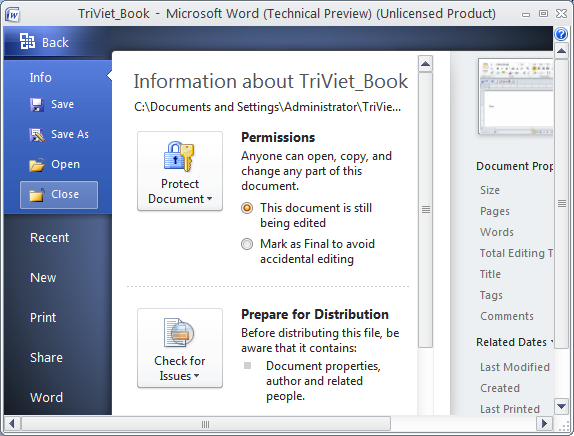 TriViet_Book - Microsoft Word (Technical Preview) (Unlicensed Product)
Back
Info
Save
Save As
Open
Close
Recent
New
Print
Share
Word
Information about TriViet_Book
C:\Documents and Settings\Administrator\TriVie...
Protect
Document
Permissions
Anyone can open, copy, and
change any part of this
document.
This document is still
being edited
Mark as Final to avoid
accidental editing
Check for
Issues
Prepare for Distribution
Before distributing this file, be
aware that it contains:
Document properties,
author and related
people.
Document Prop
Size
Pages
Words
Total Editing T
Title
Tags
Comments
Related Dates
Last Modified
Created
Last Printed